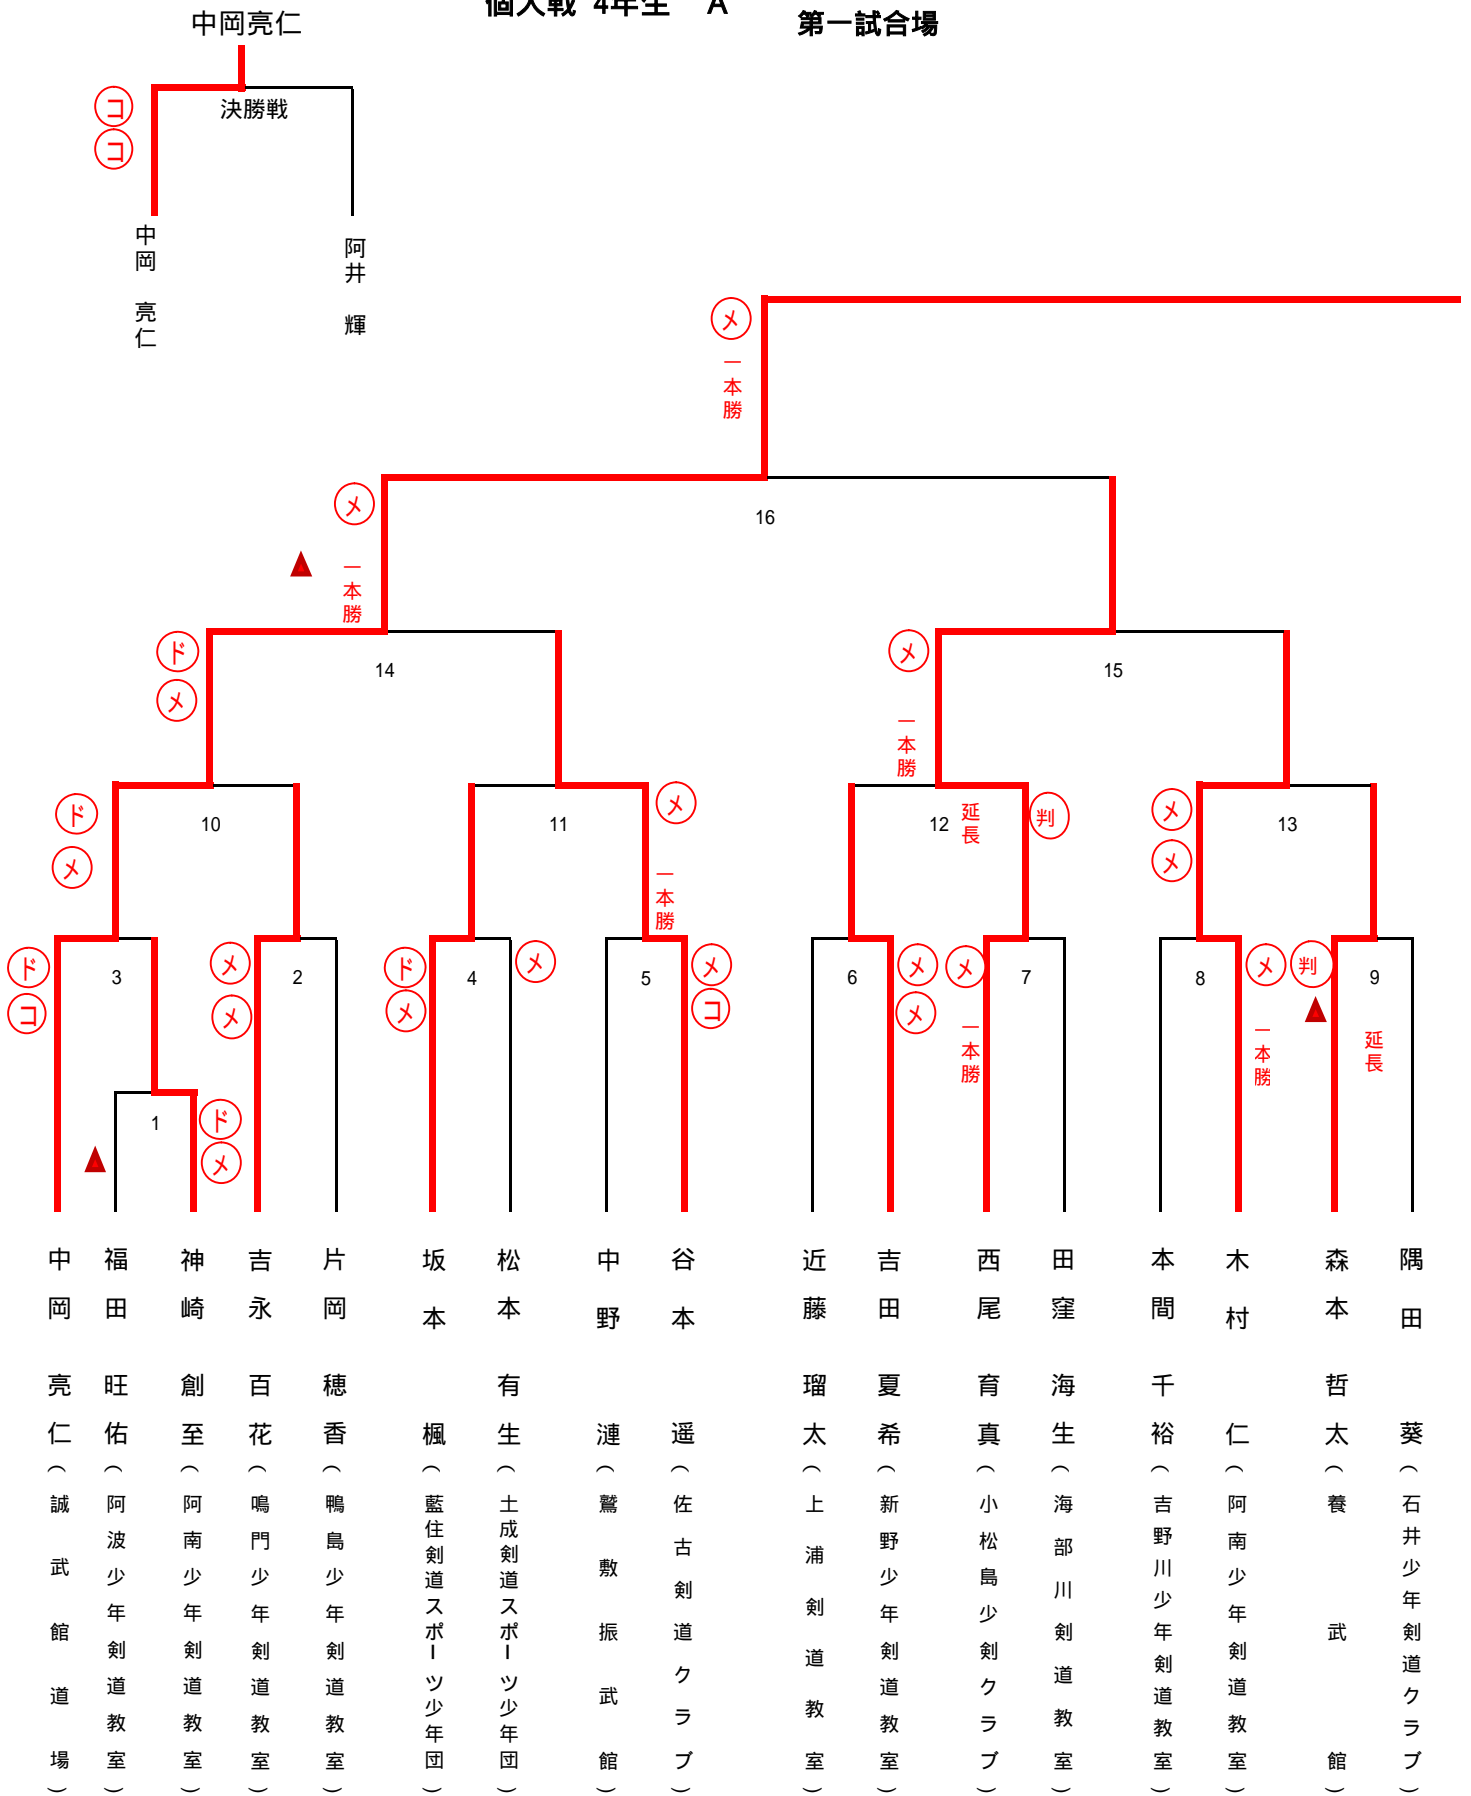 個人戦 4年生 A
第一試合場
中岡亮仁
決勝戦
コ
コ
中岡 亮仁
阿井 輝
メ
一本勝
16
メ
一本勝
14
ド
メ
15
メ
一本勝
10
ド
メ
11
メ
一本勝
12
延長
判
13
メ
メ
3
ド
コ
2
メ
メ
4
ド
メ
メ
5
メ
コ
6
メ
メ
7
メ
一本勝
8
メ
一本勝
9
判
延長
1
ド
メ
中岡 亮仁(誠武館道場)
福田 旺佑(阿波少年剣道教室)
神崎 創至(阿南少年剣道教室)
吉永 百花(鳴門少年剣道教室)
片岡 穂香(鴨島少年剣道教室)
坂本 楓(藍住剣道スポーツ少年団)
松本 有生(土成剣道スポーツ少年団)
中野 漣(鷲敷振武館)
谷本 遥(佐古剣道クラブ)
近藤 瑠太(上浦剣道教室)
吉田 夏希(新野少年剣道教室)
西尾 育真(小松島少剣クラブ)
田窪 海生(海部川剣道教室)
本間 千裕(吉野川少年剣道教室)
木村 仁(阿南少年剣道教室)
森本 哲太(養武館)
隅田 葵(石井少年剣道クラブ)